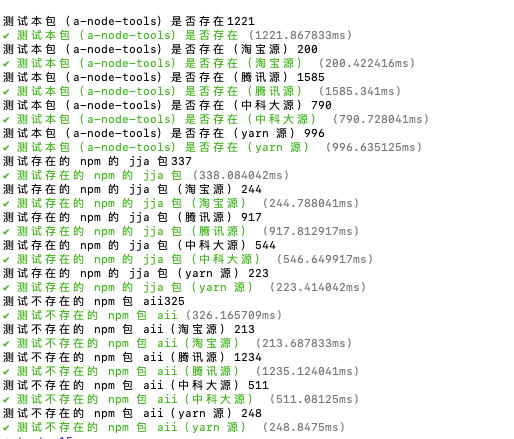 测试本包 (a-node-tools) 是否存在1221
✔ 测试本包 (a-node-tools) 是否存在 (1221.867833ms)
测试本包 (a-node-tools) 是否存在 (淘宝源) 200
✔ 测试本包 (a-node-tools) 是否存在 (淘宝源) (200.422416ms)
测试本包 (a-node-tools) 是否存在 (腾讯源) 1585
✔ 测试本包 (a-node-tools) 是否存在 (腾讯源) (1585.341ms)
测试本包 (a-node-tools) 是否存在 (中科大源) 790
✔ 测试本包 (a-node-tools) 是否存在 (中科大源) (790.728041ms)
测试本包 (a-node-tools) 是否存在 (yarn 源) 996
✔ 测试本包 (a-node-tools) 是否存在 (yarn 源) (996.635125ms)
测试存在的 npm 的 jja 包337
✔ 测试存在的 npm 的 jja 包 (338.084042ms)
测试存在的 npm 的 jja 包 (淘宝源) 244
✔ 测试存在的 npm 的 jja 包 (淘宝源) (244.788041ms)
测试存在的 npm 的 jja 包 (腾讯源) 917
✔ 测试存在的 npm 的 jja 包 (腾讯源) (917.812917ms)
测试存在的 npm 的 jja 包 (中科大源) 544
✔ 测试存在的 npm 的 jja 包 (中科大源) (546.649917ms)
测试存在的 npm 的 jja 包 (yarn 源) 223
✔ 测试存在的 npm 的 jja 包 (yarn 源) (223.414042ms)
测试不存在的 npm 包 aii325
✔ 测试不存在的 npm 包 aii (326.165709ms)
测试不存在的 npm 包 aii (淘宝源) 213
✔ 测试不存在的 npm 包 aii (淘宝源) (213.687833ms)
测试不存在的 npm 包 aii (腾讯源) 1234
✔ 测试不存在的 npm 包 aii (腾讯源) (1235.124041ms)
测试不存在的 npm 包 aii (中科大源) 511
✔ 测试不存在的 npm 包 aii (中科大源) (511.08125ms)
测试不存在的 npm 包 aii (yarn 源) 248
✔ 测试不存在的 npm 包 aii (yarn 源) (248.8475ms)